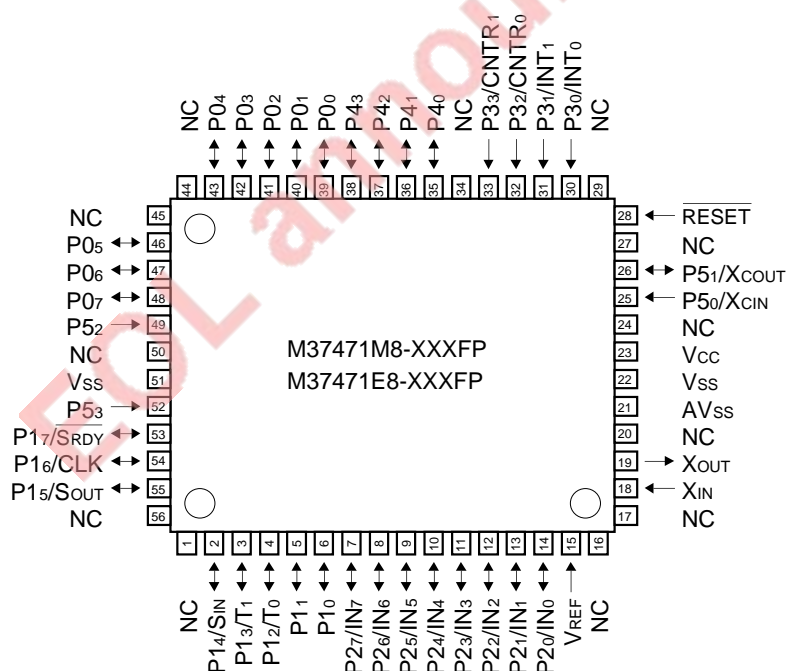 NC
P04
P03
P02
P01
P00
P43
P42
P41
P40
NC
P33/CNTR1
P32/CNTR0
P31/INT1
P30/INT0
NC
44 43 42 41 40 39 38 37 36 35 34 33 32 31 30 29
NC 45
P05 46
P06 47
P07 48
P52 49
NC 50
VSS 51
P53 52
P17/SRDY 53
P16/CLK 54
P15/SOUT 55
NC 56
M37471M8-XXXFP
M37471E8-XXXFP
28 RESET
27 NC
26 P51/XCOUT
25 P50/XCIN
24 NC
23 VCC
22 VSS
21 AVSS
20 NC
19 XOUT
18 XIN
17 NC
1 2 3 4 5 6 7 8 9 10 11 12 13 14 15 16
NC
P14/SIN
P13/T1
P12/T0
P11
P10
P27/IN7
P26/IN6
P25/IN5
P24/IN4
P23/IN3
P22/IN2
P21/IN1
P20/IN0
VREF
NC
EOL annou